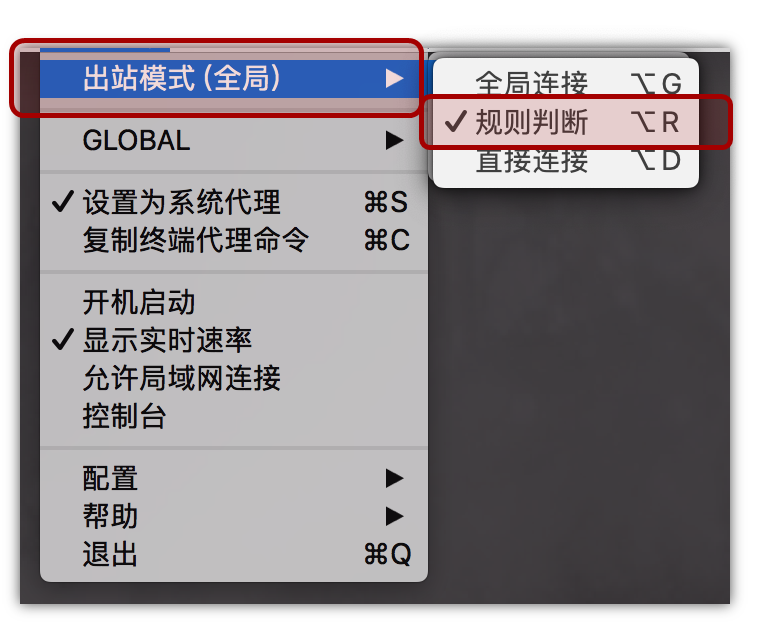 出站模式 (全局) ▶
全局连接 ⌥ G
✓ 规则判断 ⌥ R
直接连接 ⌥ D
GLOBAL ▶
✓ 设置为系统代理 ⌘S
复制终端代理命令 ⌘C
开机启动
✓ 显示实时速率
允许局域网连接
控制台
配置 ▶
帮助 ▶
退出 ⌘Q